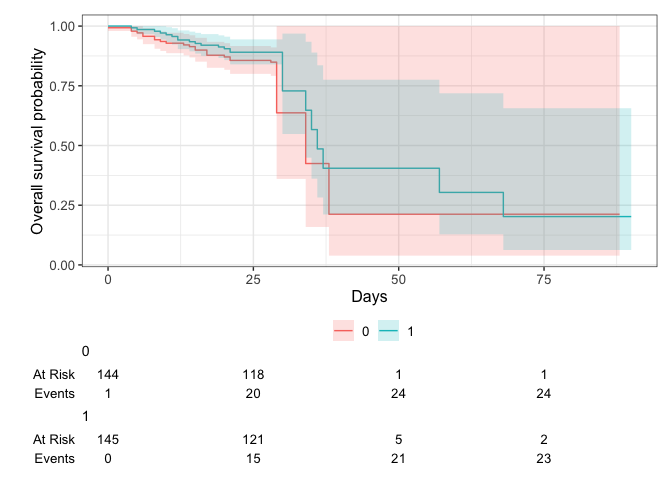 1.00
0.75
0.50
0.25
0.00
Overall survival probability
0 25 50 75
Days
0 1
0
At Risk 144 118 1 1
Events 1 20 24 24
1
At Risk 145 121 5 2
Events 0 15 21 23